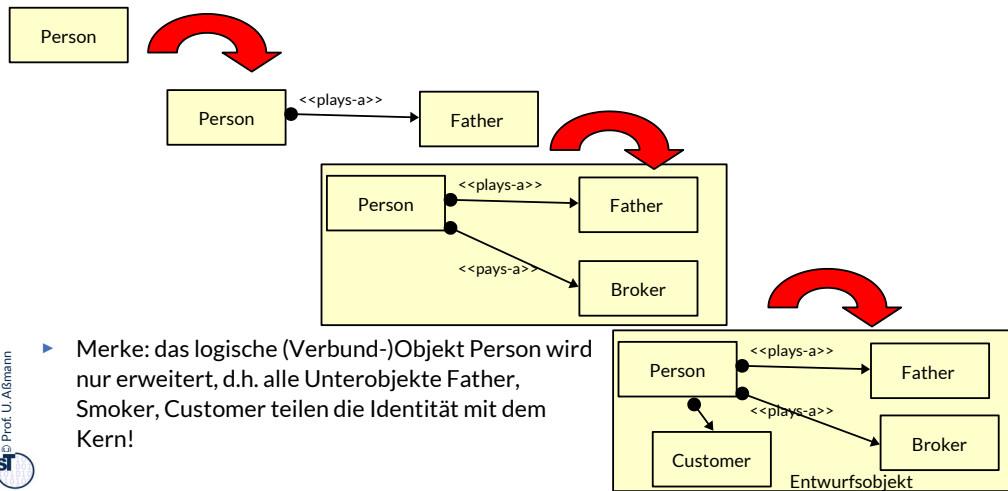 Person
Person
<<plays-a>>
Father
Person
<<plays-a>>
Father
<<pays-a>>
Broker
Person
<<plays-a>>
Father
<<plays-a>>
Broker
Customer
Entwurfsobjekt
Merke: das logische (Verbund-)Objekt Person wird
nur erweitert, d.h. alle Unterobjekte Father,
Smoker, Customer teilen die Identität mit dem
Kern!
© Prof. U. Aßmann